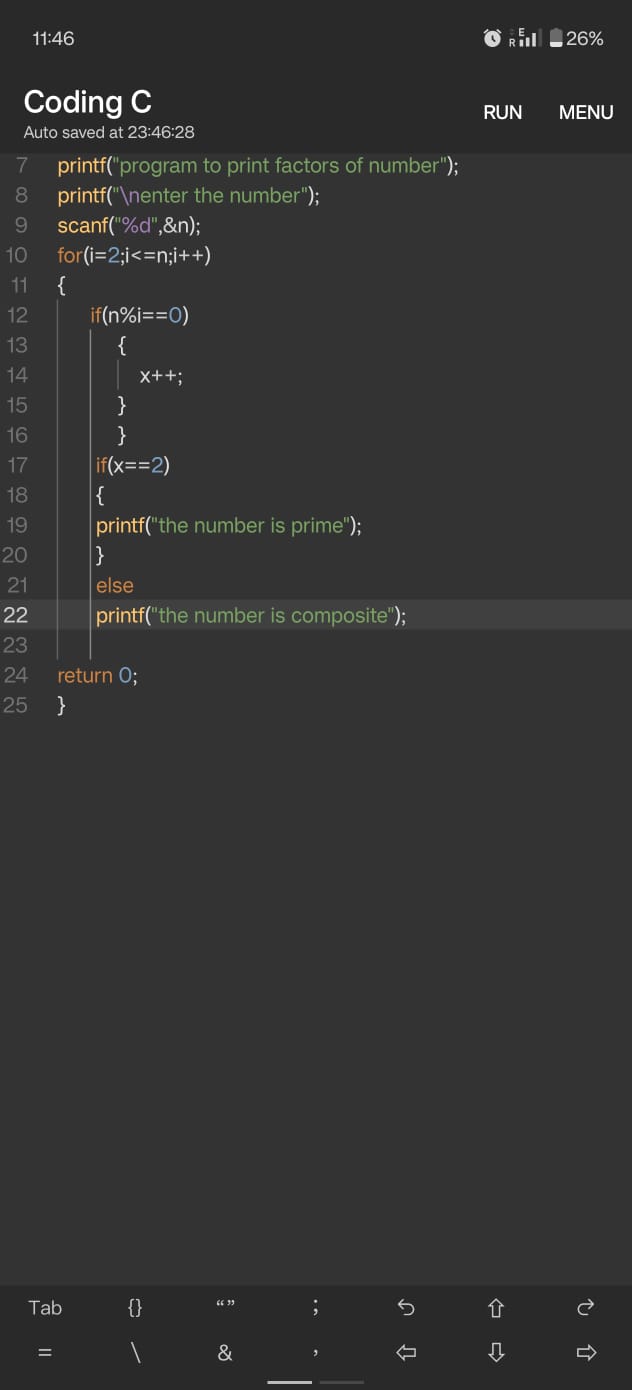 11:46
E
R
26%
Coding C
RUN
MENU
Auto saved at 23:46:28
7 printf("program to print factors of number");
8 printf("\nenter the number");
9 scanf("%d",&n);
10 for(i=2;i<=n;i++)
11 {
12 if(n%i==0)
13 {
14 x++;
15 }
16 }
17 if(x==2)
18 {
19 printf("the number is prime");
20 }
21 else
22 printf("the number is composite");
23
24 return 0;
25 }
Tab {} “” ;
= \ & ,